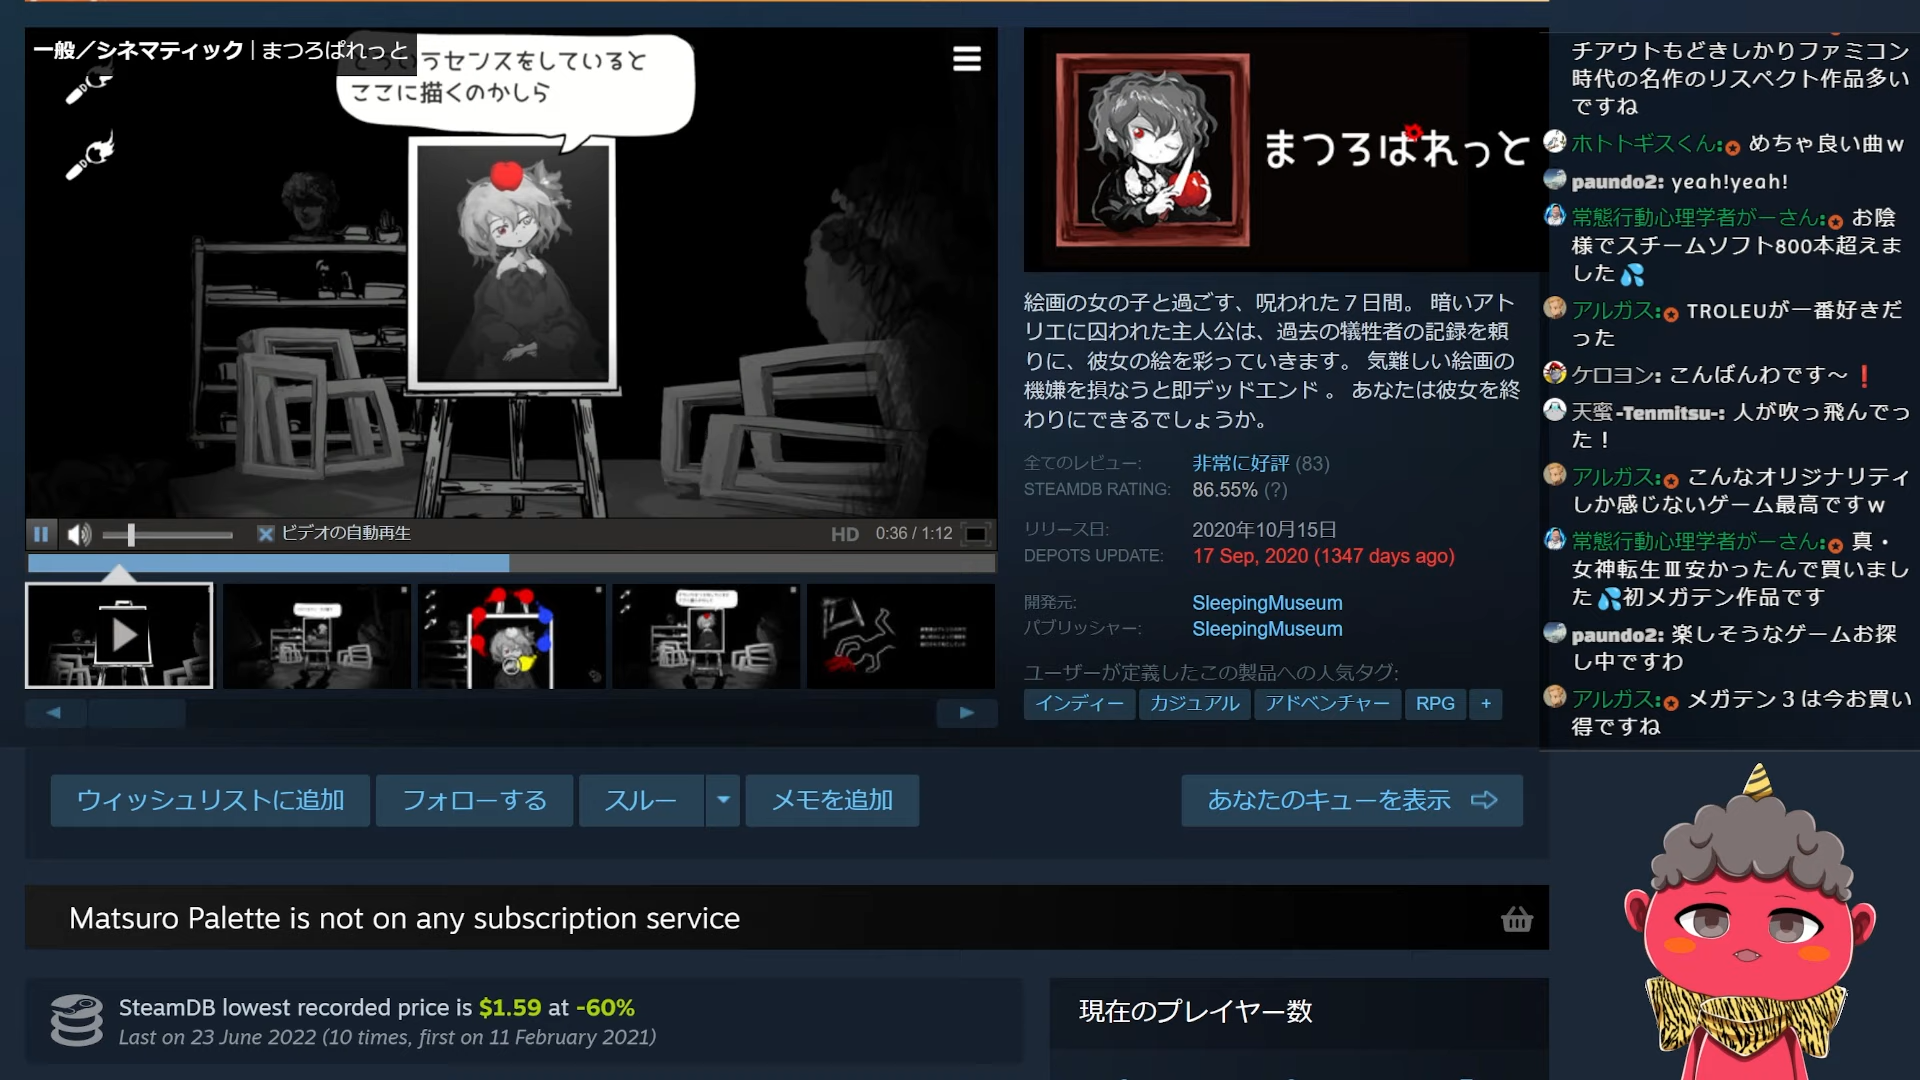 一般／シネマティック | まつろぱれっと
うセンスをしていると
ここに描くのかしら
ビデオの自動再生
HD 0:36 / 1:12
まつろぱれっと
絵画の女の子と過ごす、呪われた７日間。 暗いアト
リエに囚われた主人公は、過去の犠牲者の記録を頼
りに、彼女の絵を彩っていきます。 気難しい絵画の
機嫌を損なうと即デッドエンド 。 あなたは彼女を終
わりにできるでしょうか。
全てのレビュー: 非常に好評 (83)
STEAMDB RATING: 86.55% (?)
リリース日: 2020年10月15日
DEPOTS UPDATE: 17 Sep, 2020 (1347 days ago)
開発元: SleepingMuseum
パブリッシャー: SleepingMuseum
ユーザーが定義したこの製品への人気タグ:
インディー カジュアル アドベンチャー RPG +
ウィッシュリストに追加 フォローする スルー メモを追加 あなたのキューを表示
Matsuro Palette is not on any subscription service
SteamDB lowest recorded price is $1.59 at -60%
Last on 23 June 2022 (10 times, first on 11 February 2021)
現在のプレイヤー数
チアウトもどきしかりファミコン
時代の名作のリスペクト作品多い
ですね
ホトトギスくん: めちゃ良い曲ｗ
paundo2: yeah!yeah!
常態行動心理学者がーさん: お陰
様でスチームソフト800本超えま
した💦
アルガス: TROLEUが一番好きだ
った
ケロヨン: こんばんわです～❗
天蜜-Tenmitsu-: 人が吹っ飛んでっ
た！
アルガス: こんなオリジナリティ
しか感じないゲーム最高ですｗ
常態行動心理学者がーさん: 真・
女神転生Ⅲ安かったんで買いまし
た💦初メガテン作品です
paundo2: 楽しそうなゲームお探
し中ですわ
アルガス: メガテン３は今お買い
得ですね